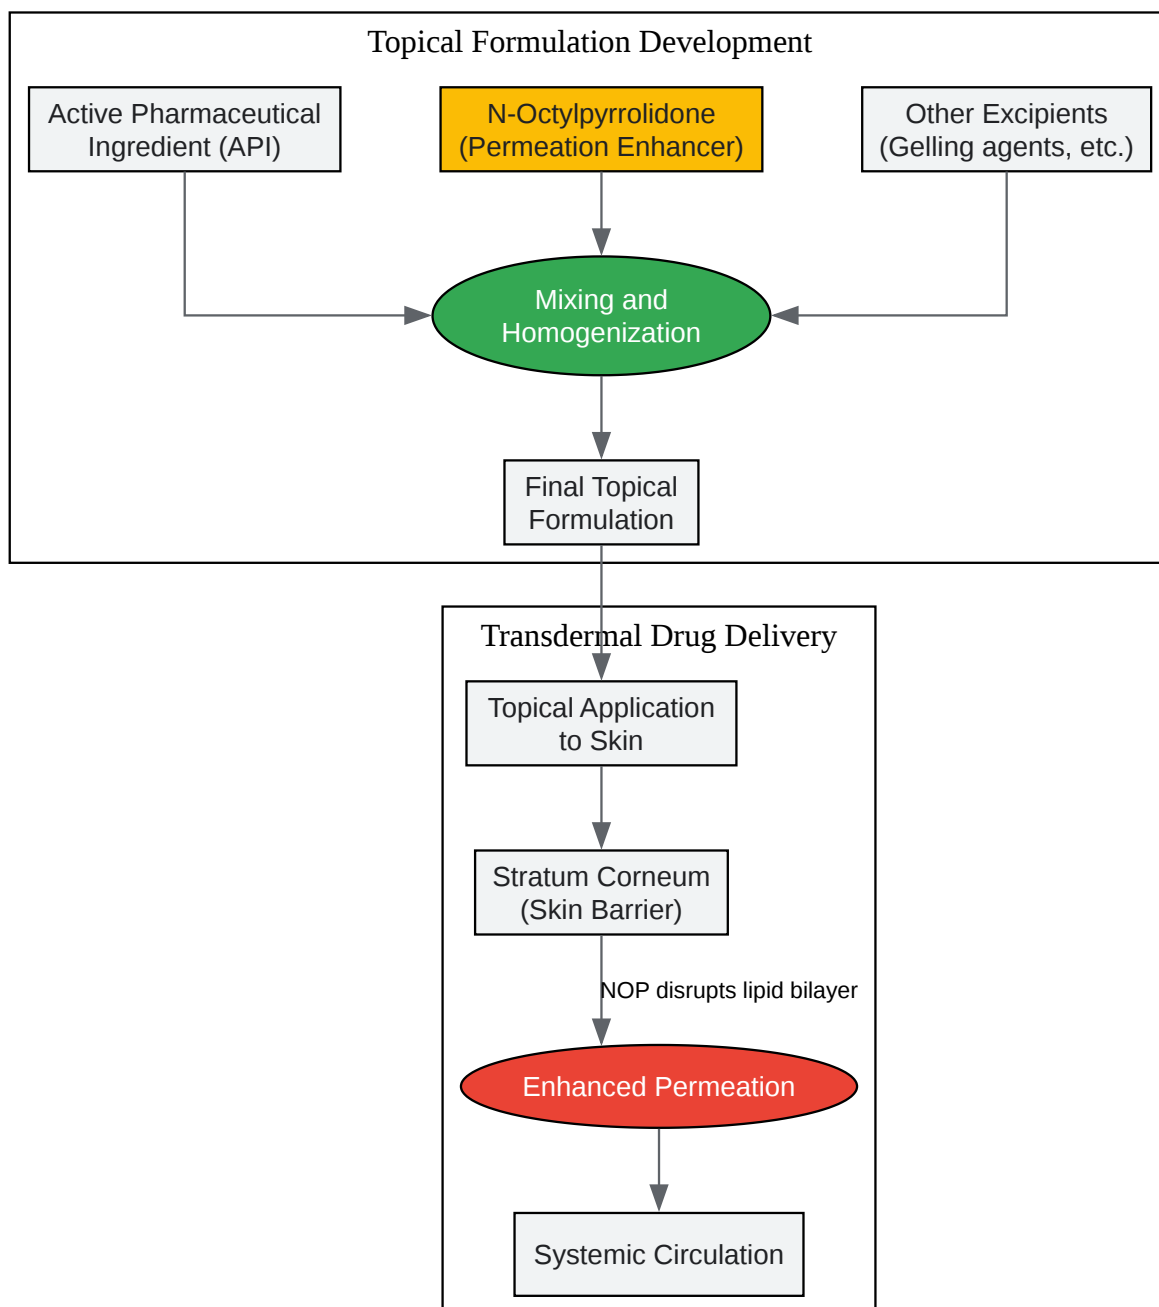 Topical Formulation Development
Active Pharmaceutical
Ingredient (API)
N-Octylpyrrolidone
(Permeation Enhancer)
Other Excipients
(Gelling agents, etc.)
Mixing and
Homogenization
Final Topical
Formulation
Transdermal Drug Delivery
Topical Application
to Skin
Stratum Corneum
(Skin Barrier)
NOP disrupts lipid bilayer
Enhanced Permeation
Systemic Circulation